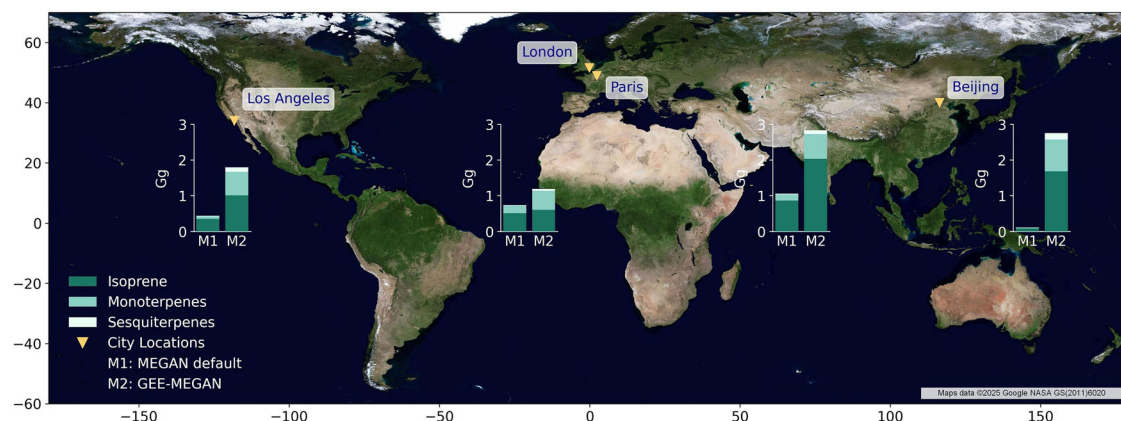 60
40
20
0
−20
−40
−60
London
Paris
Beijing
Los Angeles
3
2
1
0
Gg
M1 M2
3
2
1
0
Gg
M1 M2
3
2
1
0
Gg
M1 M2
3
2
1
0
Gg
M1 M2
Isoprene
Monoterpenes
Sesquiterpenes
City Locations
M1: MEGAN default
M2: GEE-MEGAN
Maps data ©2025 Google NASA GS(2011)6020
−150 −100 −50 0 50 100 150